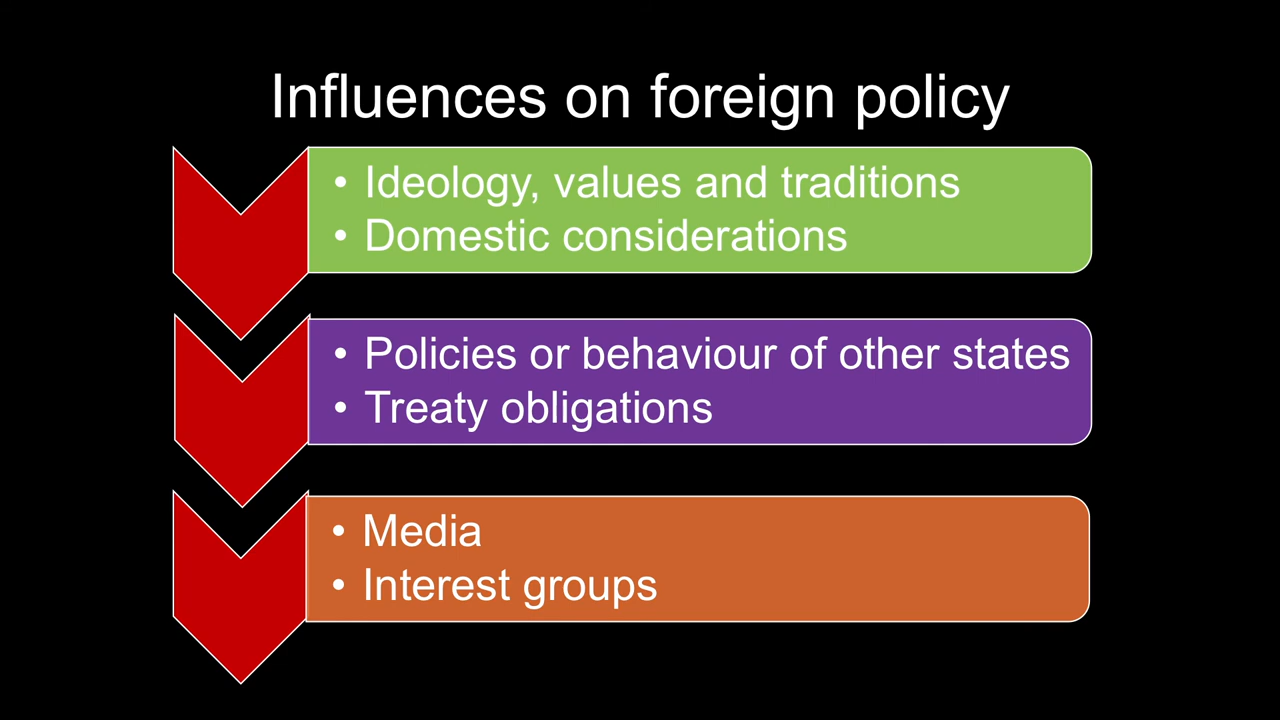 Influences on foreign policy
• Ideology, values and traditions
• Domestic considerations
• Policies or behaviour of other states
• Treaty obligations
• Media
• Interest groups